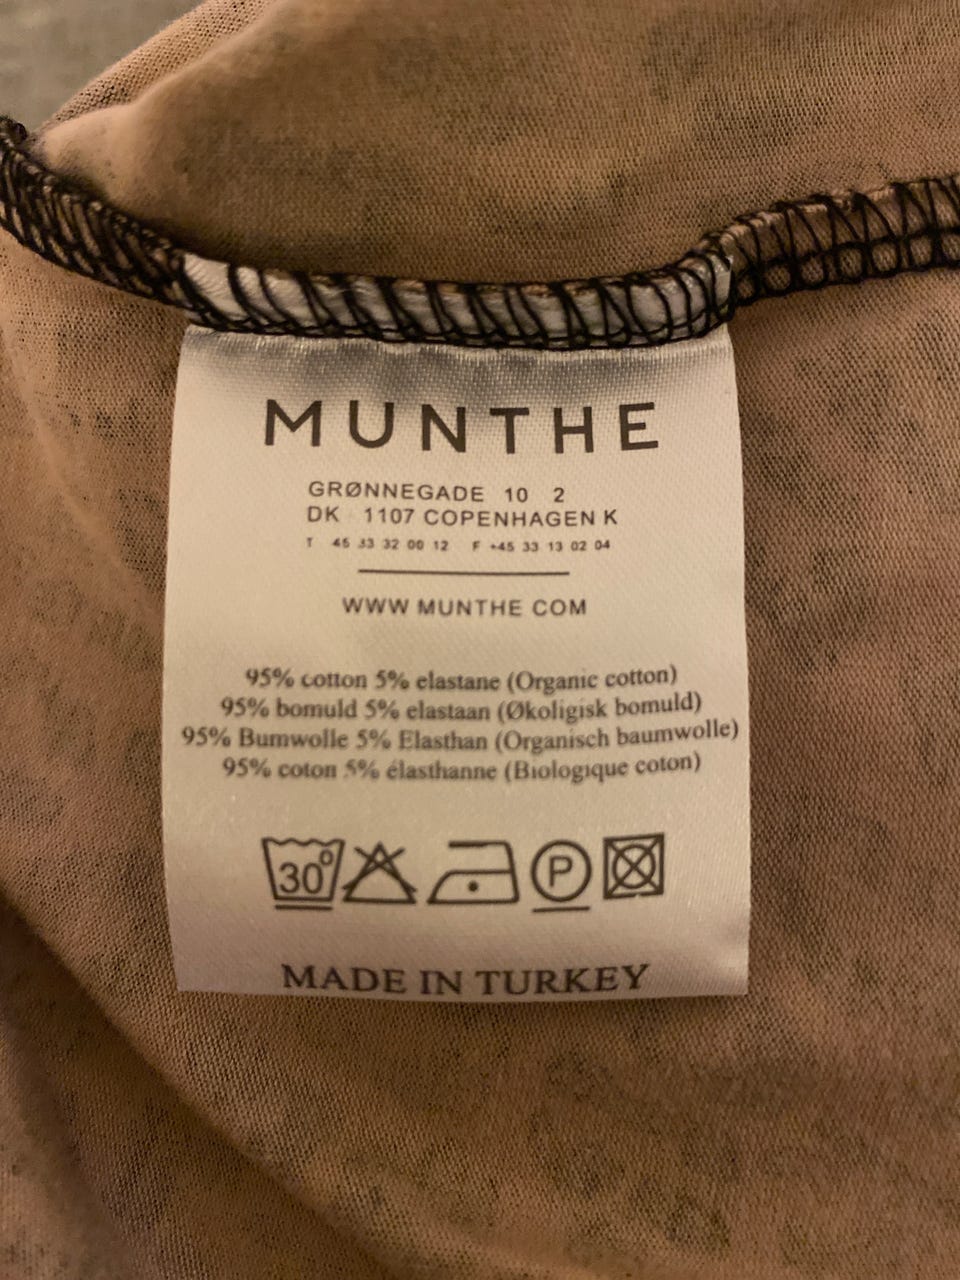 MUNTHE
GRØNNEGADE 10 2
DK 1107 COPENHAGEN K
T 45 33 32 00 12 F +45 33 13 02 04
WWW MUNTHE COM
95% cotton 5% elastane (Organic cotton)
95% bomuld 5% elastaan (Økoligisk bomuld)
95% Bumwolle 5% Elasthan (Organisch baumwolle)
95% coton 5% élasthanne (Biologique coton)
30° P
MADE IN TURKEY